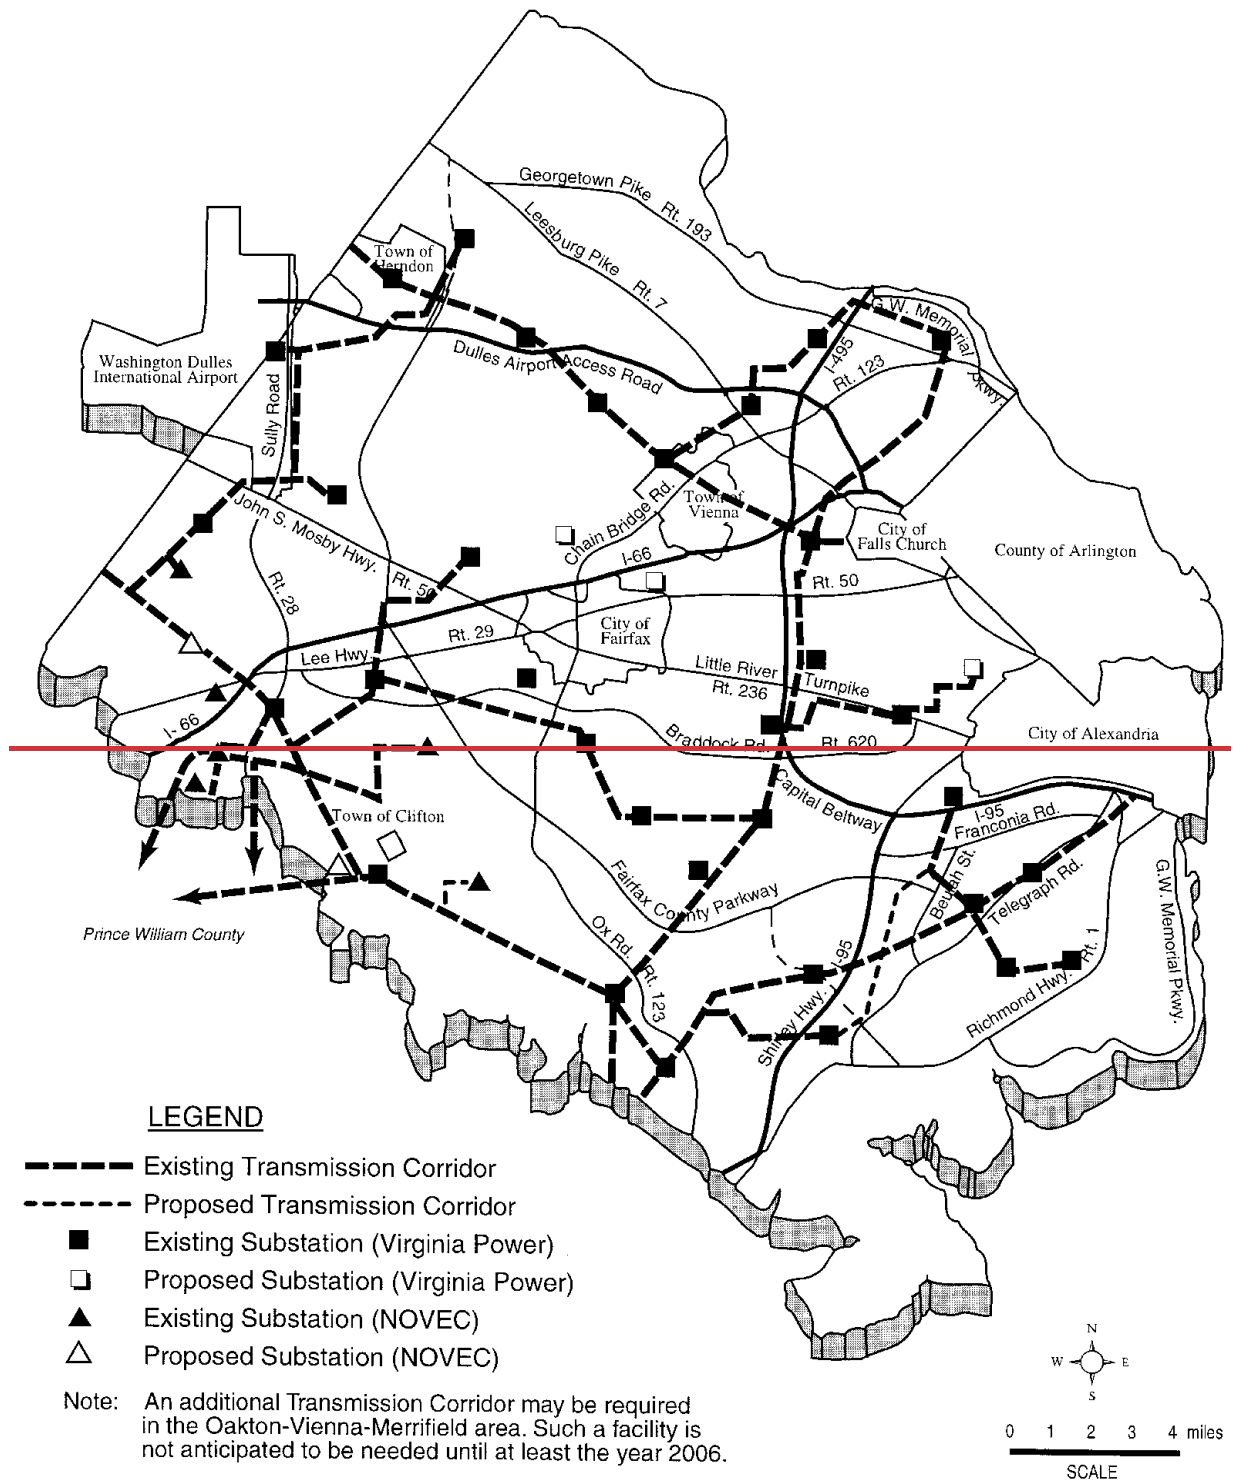 Georgetown Pike Rt. 193
Leesburg Pike Rt. 7
Town of
Herndon
G.W. Memorial Pkwy.
Washington Dulles
International Airport
Sully Road
Dulles Airport Access Road
I-495
Rt. 123
John S. Mosby Hwy. Rt. 50
Chain Bridge Rd.
Town of
Vienna
City of
Falls Church
County of Arlington
I-66
Rt. 50
Rt. 28
Rt. 29
City of
Fairfax
Lee Hwy.
Little River Turnpike
Rt. 236
I-66
Braddock Rd. Rt. 620
City of Alexandria
Capital Beltway
Town of Clifton
I-95
Franconia Rd.
Beulah St.
Telegraph Rd.
Fairfax County Parkway
G.W. Memorial Pkwy.
Prince William County
Ox Rd. Rt. 123
I-95
Shirley Hwy.
Richmond Hwy. Rt. 1
LEGEND
Existing Transmission Corridor
Proposed Transmission Corridor
Existing Substation (Virginia Power)
Proposed Substation (Virginia Power)
Existing Substation (NOVEC)
Proposed Substation (NOVEC)
Note: An additional Transmission Corridor may be required
in the Oakton-Vienna-Merrifield area. Such a facility is
not anticipated to be needed until at least the year 2006.
N
W E
S
0 1 2 3 4 miles
SCALE